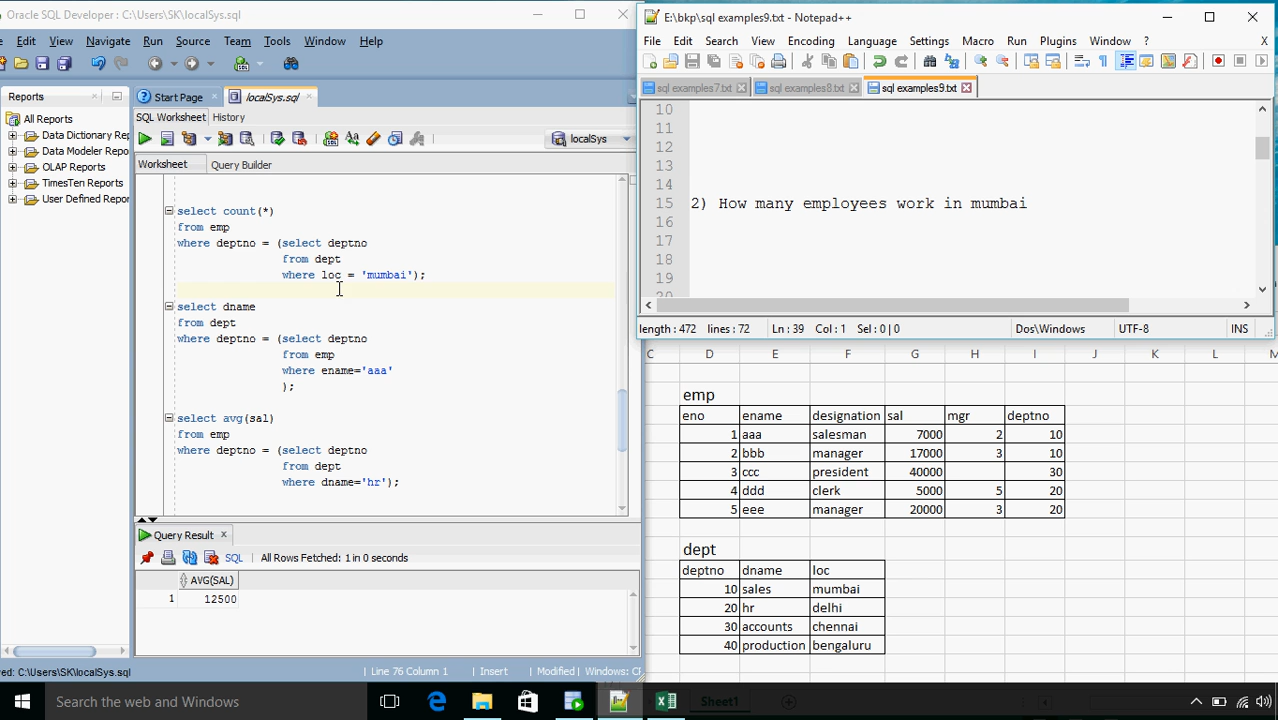 Oracle SQL Developer : C:\Users\SK\localSys.sql
Edit View Navigate Run Source Team Tools Window Help
Reports
Start Page
localSys.sql
SQL Worksheet History
localSys
Worksheet Query Builder
All Reports
Data Dictionary Rep
Data Modeler Repo
OLAP Reports
TimesTen Reports
User Defined Repor
select count(*)
from emp
where deptno = (select deptno
from dept
where loc = 'mumbai');
select dname
from dept
where deptno = (select deptno
from emp
where ename='aaa'
);
select avg(sal)
from emp
where deptno = (select deptno
from dept
where dname='hr');
Query Result
SQL All Rows Fetched: 1 in 0 seconds
AVG(SAL)
1 12500
ed: C:\Users\SK\localSys.sql
Line 76 Column 1 Insert Modified Windows: CF
E:\bkp\sql examples9.txt - Notepad++
File Edit Search View Encoding Language Settings Macro Run Plugins Window ? X
sql examples7.txt sql examples8.txt sql examples9.txt
10
11
12
13
14
15 2) How many employees work in mumbai
16
17
18
19
length : 472 lines : 72 Ln : 39 Col : 1 Sel : 0 | 0 Dos\Windows UTF-8 INS
C D E F G H I J K L M
emp
eno ename designation sal mgr deptno
1 aaa salesman 7000 2 10
2 bbb manager 17000 3 10
3 ccc president 40000 30
4 ddd clerk 5000 5 20
5 eee manager 20000 3 20
dept
deptno dname loc
10 sales mumbai
20 hr delhi
30 accounts chennai
40 production bengaluru
Sheet1
Search the web and Windows